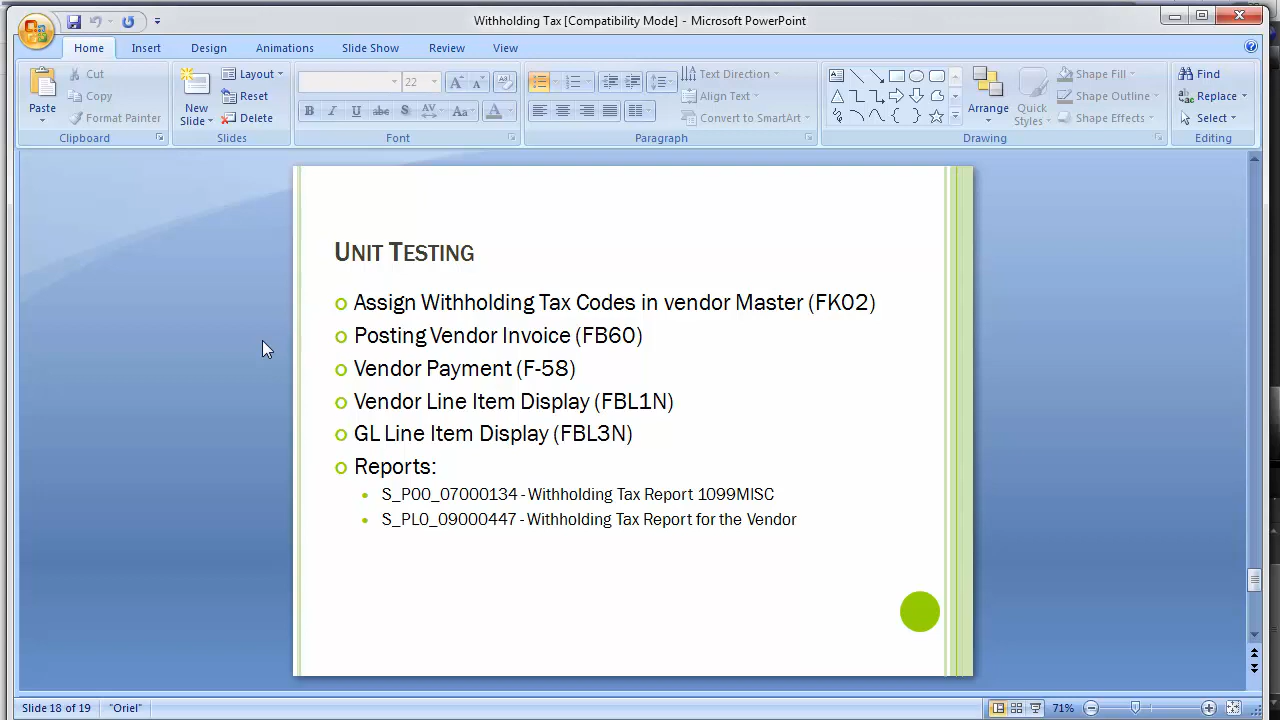 Withholding Tax [Compatibility Mode] - Microsoft PowerPoint
Home Insert Design Animations Slide Show Review View
Cut
Copy
Format Painter
Paste
Clipboard
New Slide
Layout
Reset
Delete
Slides
22
Font
Text Direction
Align Text
Convert to SmartArt
Paragraph
Arrange
Quick Styles
Shape Fill
Shape Outline
Shape Effects
Drawing
Find
Replace
Select
Editing
UNIT TESTING
Assign Withholding Tax Codes in vendor Master (FK02)
Posting Vendor Invoice (FB60)
Vendor Payment (F-58)
Vendor Line Item Display (FBL1N)
GL Line Item Display (FBL3N)
Reports:
S_P00_07000134 - Withholding Tax Report 1099MISC
S_PL0_09000447 - Withholding Tax Report for the Vendor
Slide 18 of 19 "Oriel" 71%